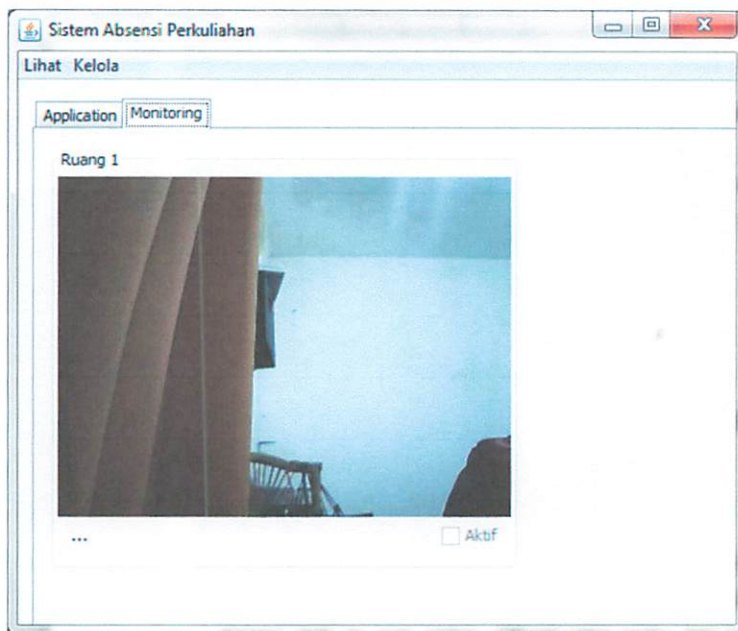 Sistem Absensi Perkuliahan
Lihat Kelola
Application Monitoring
Ruang 1
... Aktif